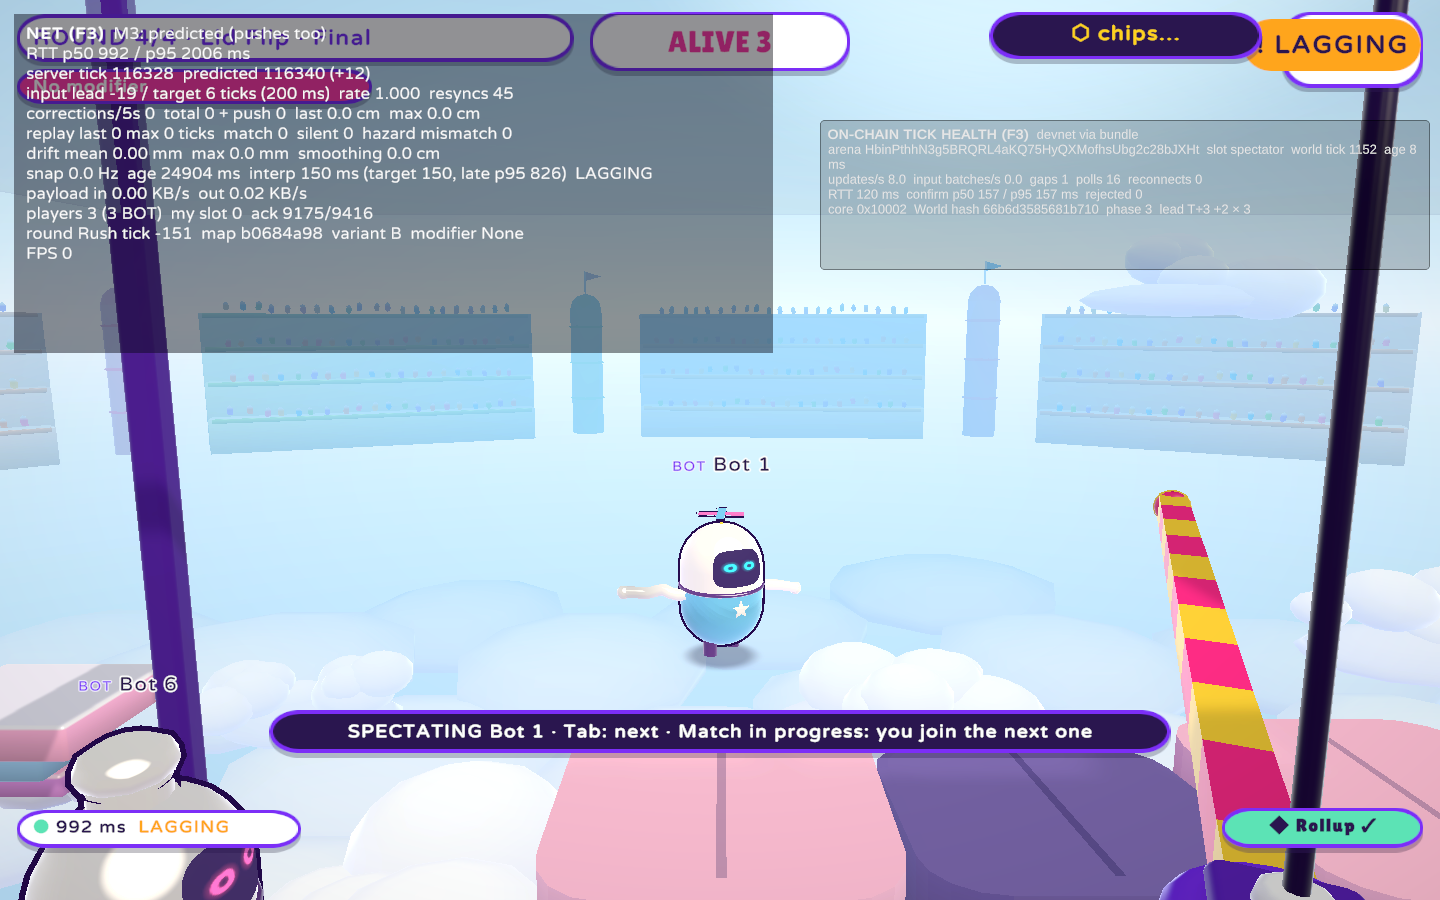 NET (F3) M3: predicted (pushes too)
RTT p50 992 / p95 2006 ms
server tick 116328 predicted 116340 (+12)
input lead -19 / target 6 ticks (200 ms) rate 1.000 resyncs 45
corrections/5s 0 total 0 + push 0 last 0.0 cm max 0.0 cm
replay last 0 max 0 ticks match 0 silent 0 hazard mismatch 0
drift mean 0.00 mm max 0.0 mm smoothing 0.0 cm
snap 0.0 Hz age 24904 ms interp 150 ms (target 150, late p95 826) LAGGING
payload in 0.00 KB/s out 0.02 KB/s
players 3 (3 BOT) my slot 0 ack 9175/9416
round Rush tick -151 map b0684a98 variant B modifier None
FPS 0
Final
No modifier
ALIVE 3
chips...
! LAGGING
ON-CHAIN TICK HEALTH (F3) devnet via bundle
arena HbinPthhN3g5BRQRL4aKQ75HyQXMofhsUbg2c28bJXHt slot spectator world tick 1152 age 8
ms
updates/s 8.0 input batches/s 0.0 gaps 1 polls 16 reconnects 0
RTT 120 ms confirm p50 157 / p95 157 ms rejected 0
core 0x10002 World hash 66b6d3585681b710 phase 3 lead T+3 +2 × 3
BOT Bot 1
BOT Bot 6
SPECTATING Bot 1 · Tab: next · Match in progress: you join the next one
992 ms LAGGING
◆ Rollup ✓